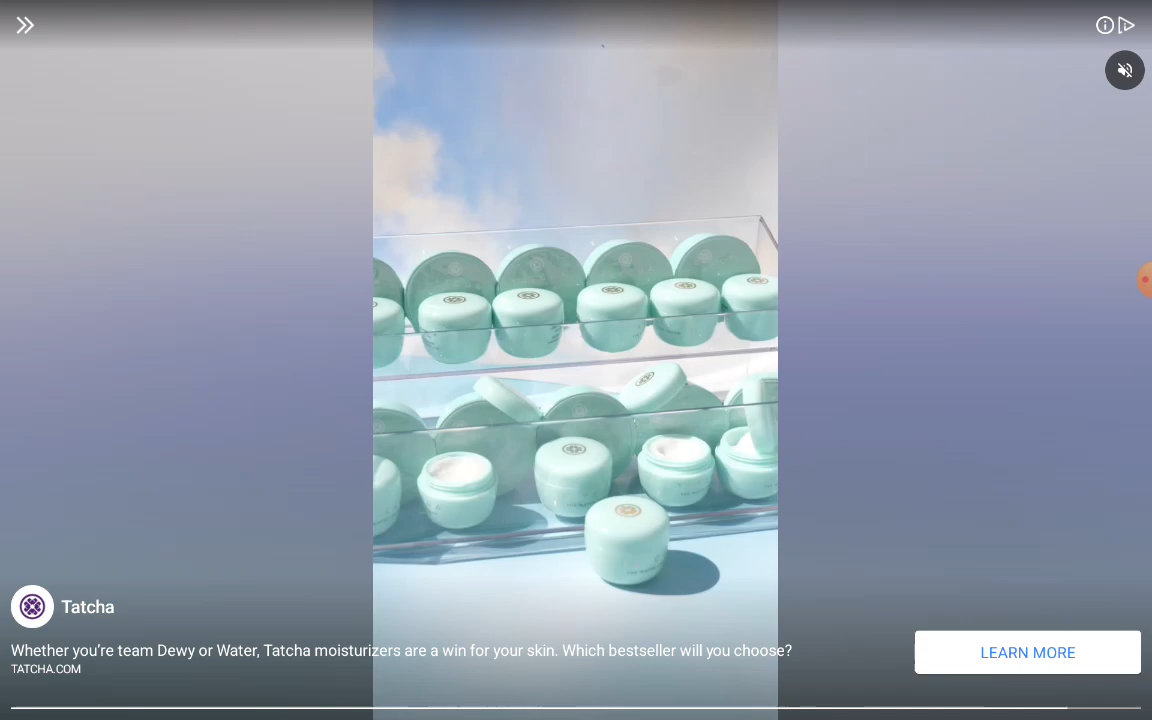 Tatcha
Whether you're team Dewy or Water, Tatcha moisturizers are a win for your skin. Which bestseller will you choose?
TATCHA.COM
LEARN MORE